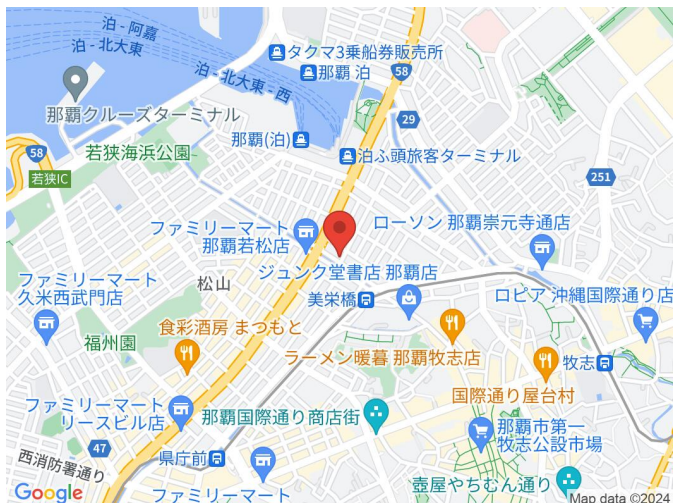 泊 - 阿嘉
泊 - 北大東
泊 - 北大東 - 西
タクマ3乗船券販売所
那覇 泊
58
那覇クルーズターミナル
29
那覇(泊)
泊ふ頭旅客ターミナル
若狭海浜公園
58
若狭IC
251
ファミリーマート
那覇若松店
ローソン 那覇崇元寺通店
ジュンク堂書店 那覇店
ファミリーマート
久米西武門店
松山
美栄橋
ロピア 沖縄国際通り店
福州園
食彩酒房 まつもと
ラーメン暖暮 那覇牧志店
牧志
国際通り屋台村
ファミリーマート
リースビル店
那覇国際通り商店街
那覇市第一
牧志公設市場
47
県庁前
西消防署通り
壺屋やちむん通り
Google
ファミリーマート
Map data ©2024